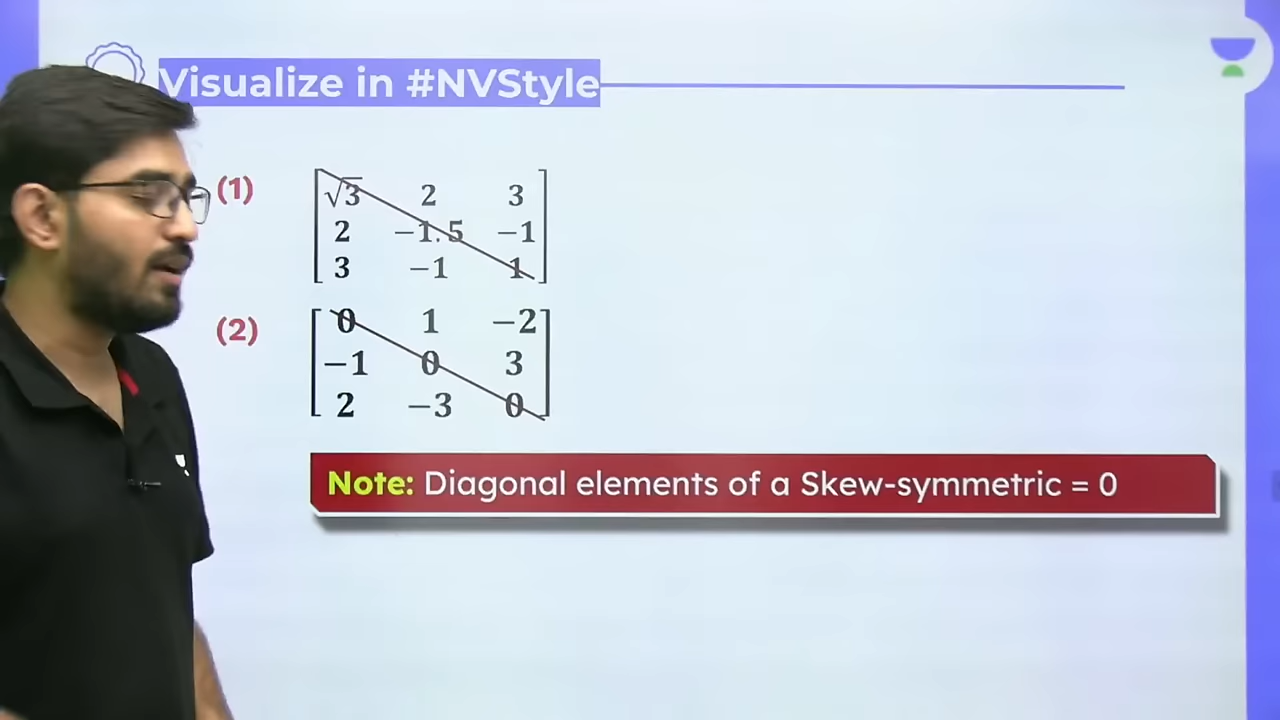 Visualize in #NVStyle
(1)
√3 2 3
2 −1.5 −1
3 −1 1
(2)
0 1 −2
−1 0 3
2 −3 0
Note: Diagonal elements of a Skew-symmetric = 0